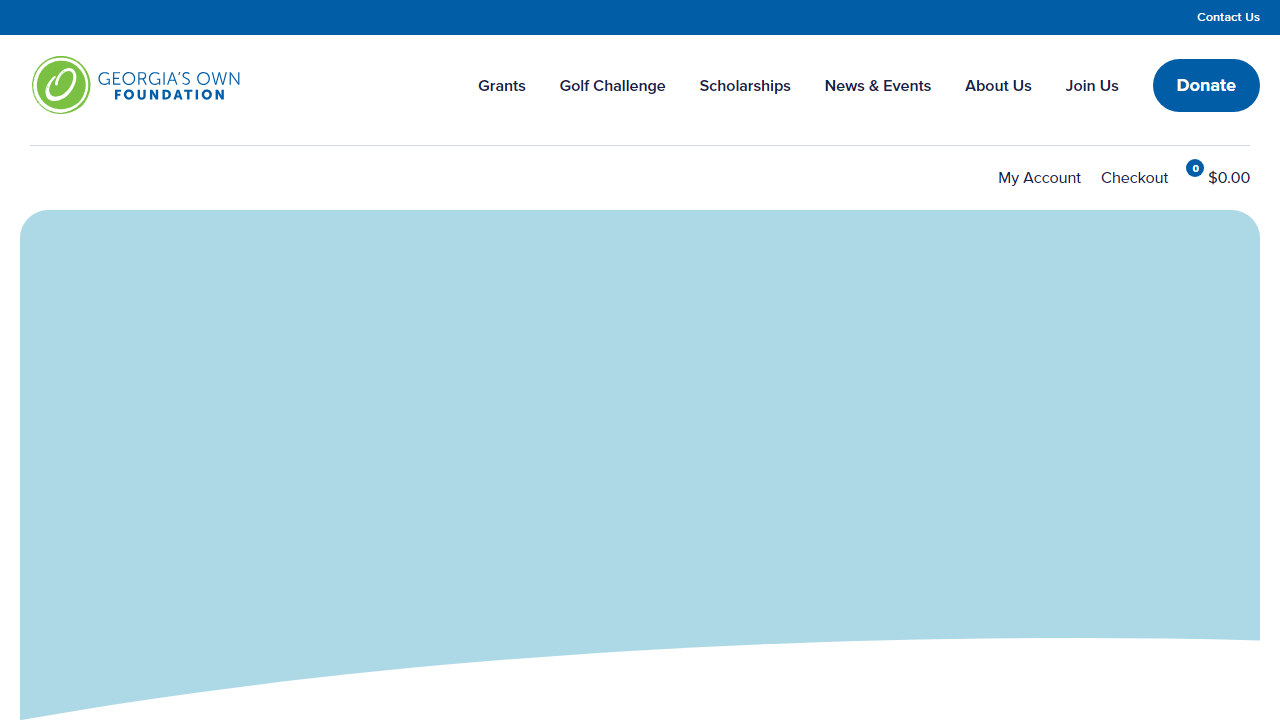 Contact Us
GEORGIA'S OWN
FOUNDATION
Grants
Golf Challenge
Scholarships
News & Events
About Us
Join Us
Donate
My Account
Checkout
0
$0.00